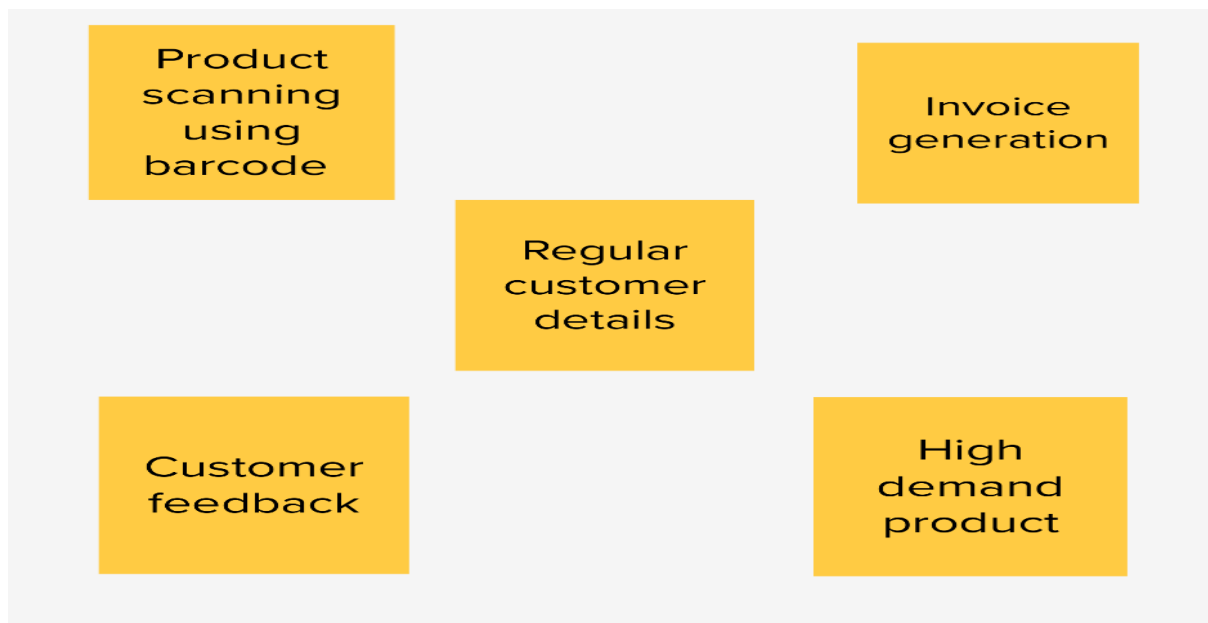 Product
scanning
using
barcode
Invoice
generation
Regular
customer
details
Customer
feedback
High
demand
product